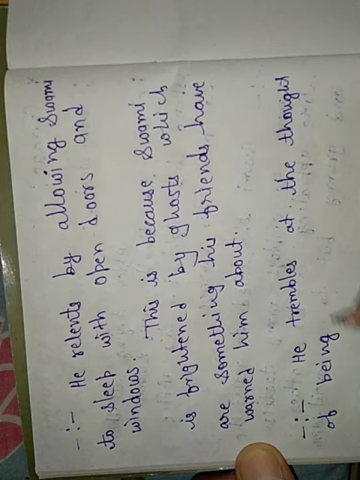 -:- He relents by allowing Swami
to sleep with open doors and
windows. This is because Swami
is frightened by ghosts which
are something his friends have
warned him about.
-:- He trembles at the thought
of being